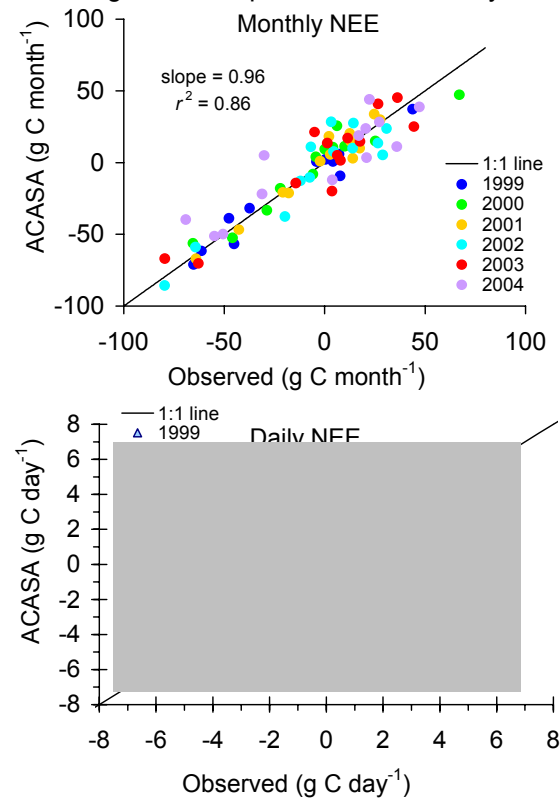 Monthly NEE
slope = 0.96
r² = 0.86
ACASA (g C month⁻¹)
100
50
0
-50
-100
1:1 line
1999
2000
2001
2002
2003
2004
-100 -50 0 50 100
Observed (g C month⁻¹)
1:1 line
1999
Daily NEE
ACASA (g C day⁻¹)
8
6
4
2
0
-2
-4
-6
-8
-8 -6 -4 -2 0 2 4 6 8
Observed (g C day⁻¹)